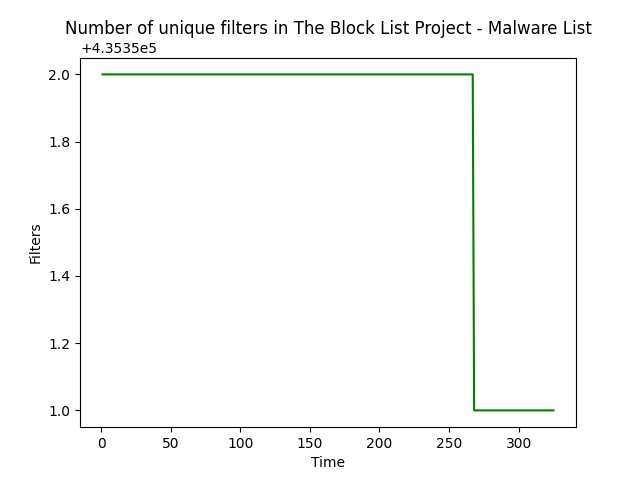 Number of unique filters in The Block List Project - Malware List
+4.3535e5
2.0
1.8
1.6
1.4
1.2
1.0
Filters
0 50 100 150 200 250 300
Time